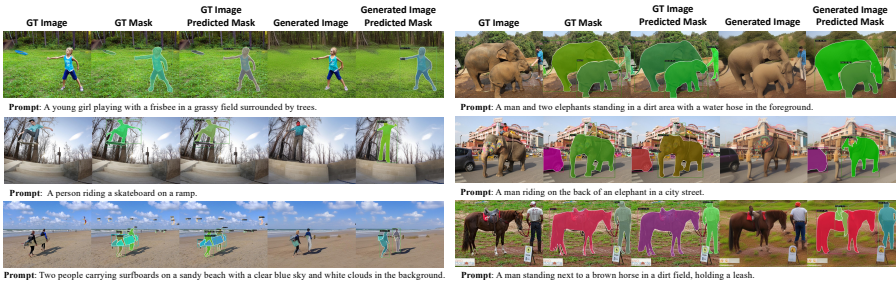 GT Image GT Mask GT Image Predicted Mask Generated Image Generated Image Predicted Mask
GT Image GT Mask GT Image Predicted Mask Generated Image Generated Image Predicted Mask
Prompt: A young girl playing with a frisbee in a grassy field surrounded by trees.
Prompt: A man and two elephants standing in a dirt area with a water hose in the foreground.
Prompt: A person riding a skateboard on a ramp.
Prompt: A man riding on the back of an elephant in a city street.
Prompt: Two people carrying surfboards on a sandy beach with a clear blue sky and white clouds in the background.
Prompt: A man standing next to a brown horse in a dirt field, holding a leash.